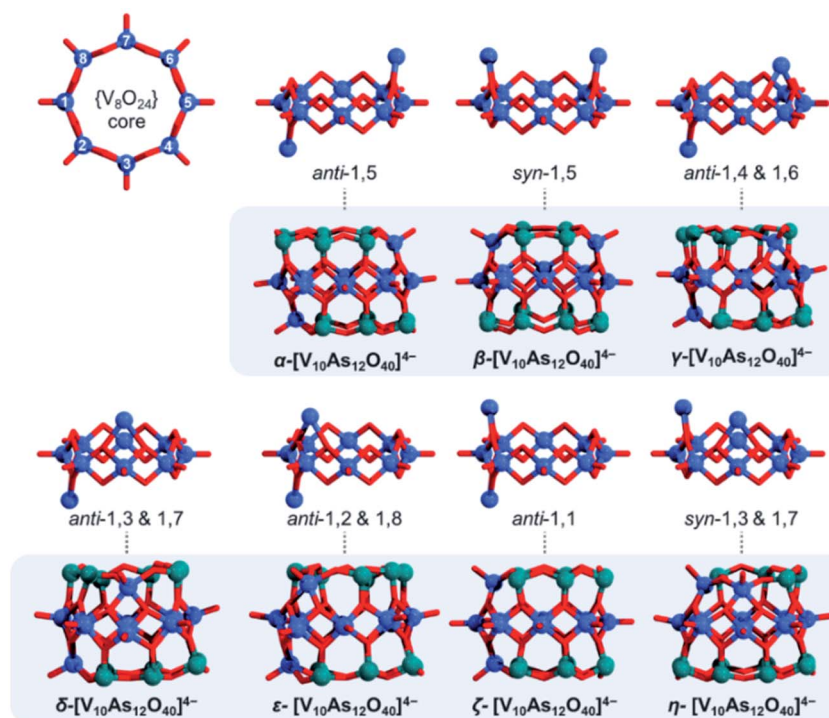 7
8 6
1 {V₈O₂₄} 5
core
2 4
3
anti-1,5 syn-1,5 anti-1,4 & 1,6
α-[V₁₀As₁₂O₄₀]⁴⁻ β-[V₁₀As₁₂O₄₀]⁴⁻ γ-[V₁₀As₁₂O₄₀]⁴⁻
anti-1,3 & 1,7 anti-1,2 & 1,8 anti-1,1 syn-1,3 & 1,7
δ-[V₁₀As₁₂O₄₀]⁴⁻ ε- [V₁₀As₁₂O₄₀]⁴⁻ ζ- [V₁₀As₁₂O₄₀]⁴⁻ η- [V₁₀As₁₂O₄₀]⁴⁻